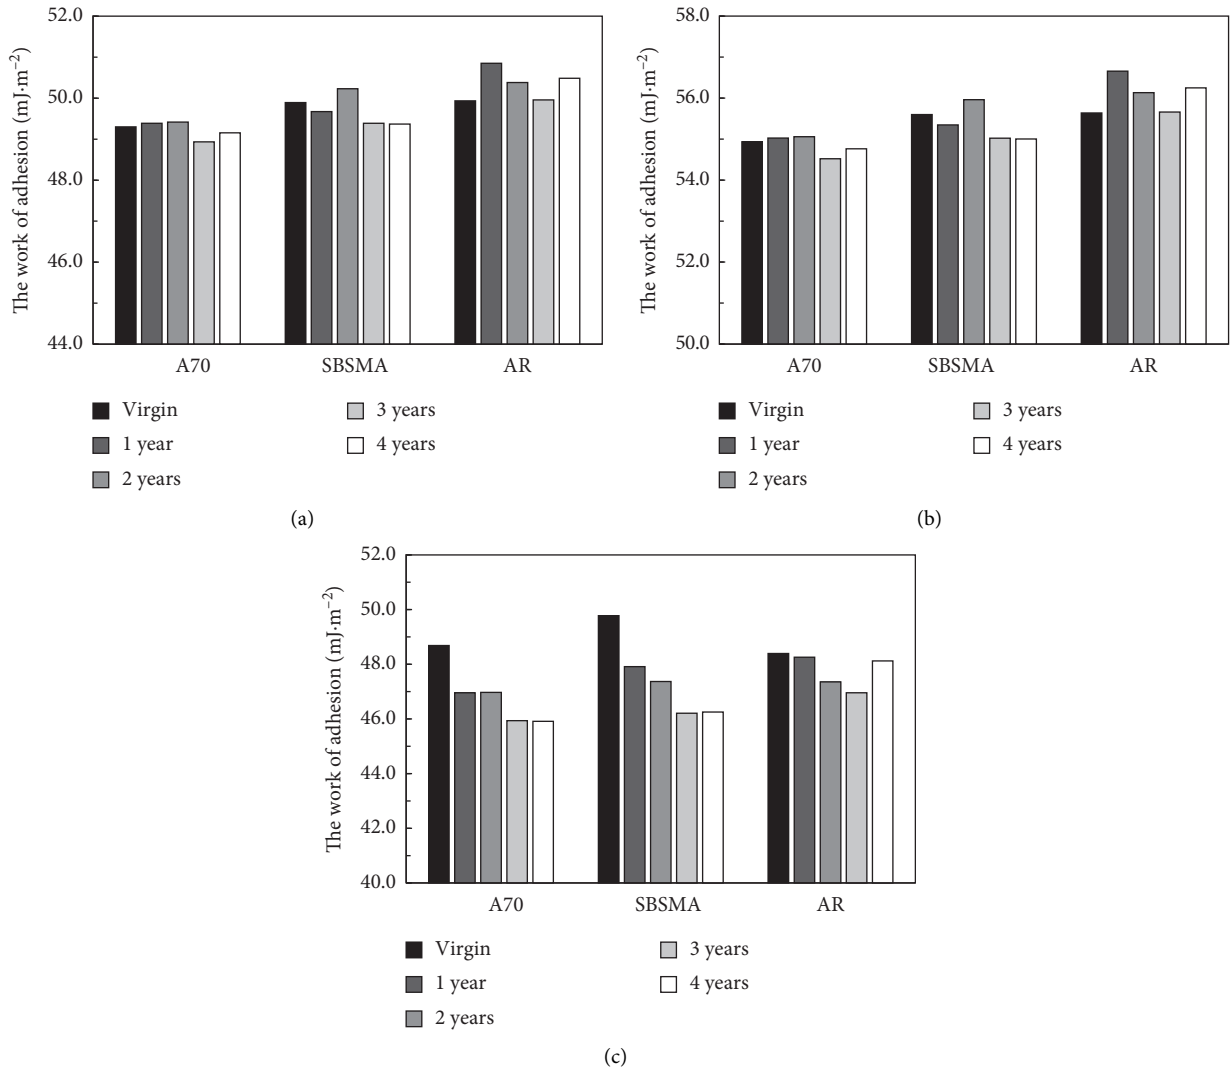 The work of adhesion (mJ·m⁻²)
52.0
50.0
48.0
46.0
44.0
A70 SBSMA AR
Virgin 3 years
1 year 4 years
2 years
(a)
The work of adhesion (mJ·m⁻²)
58.0
56.0
54.0
52.0
50.0
A70 SBSMA AR
Virgin 3 years
1 year 4 years
2 years
(b)
The work of adhesion (mJ·m⁻²)
52.0
50.0
48.0
46.0
44.0
42.0
40.0
A70 SBSMA AR
Virgin 3 years
1 year 4 years
2 years
(c)